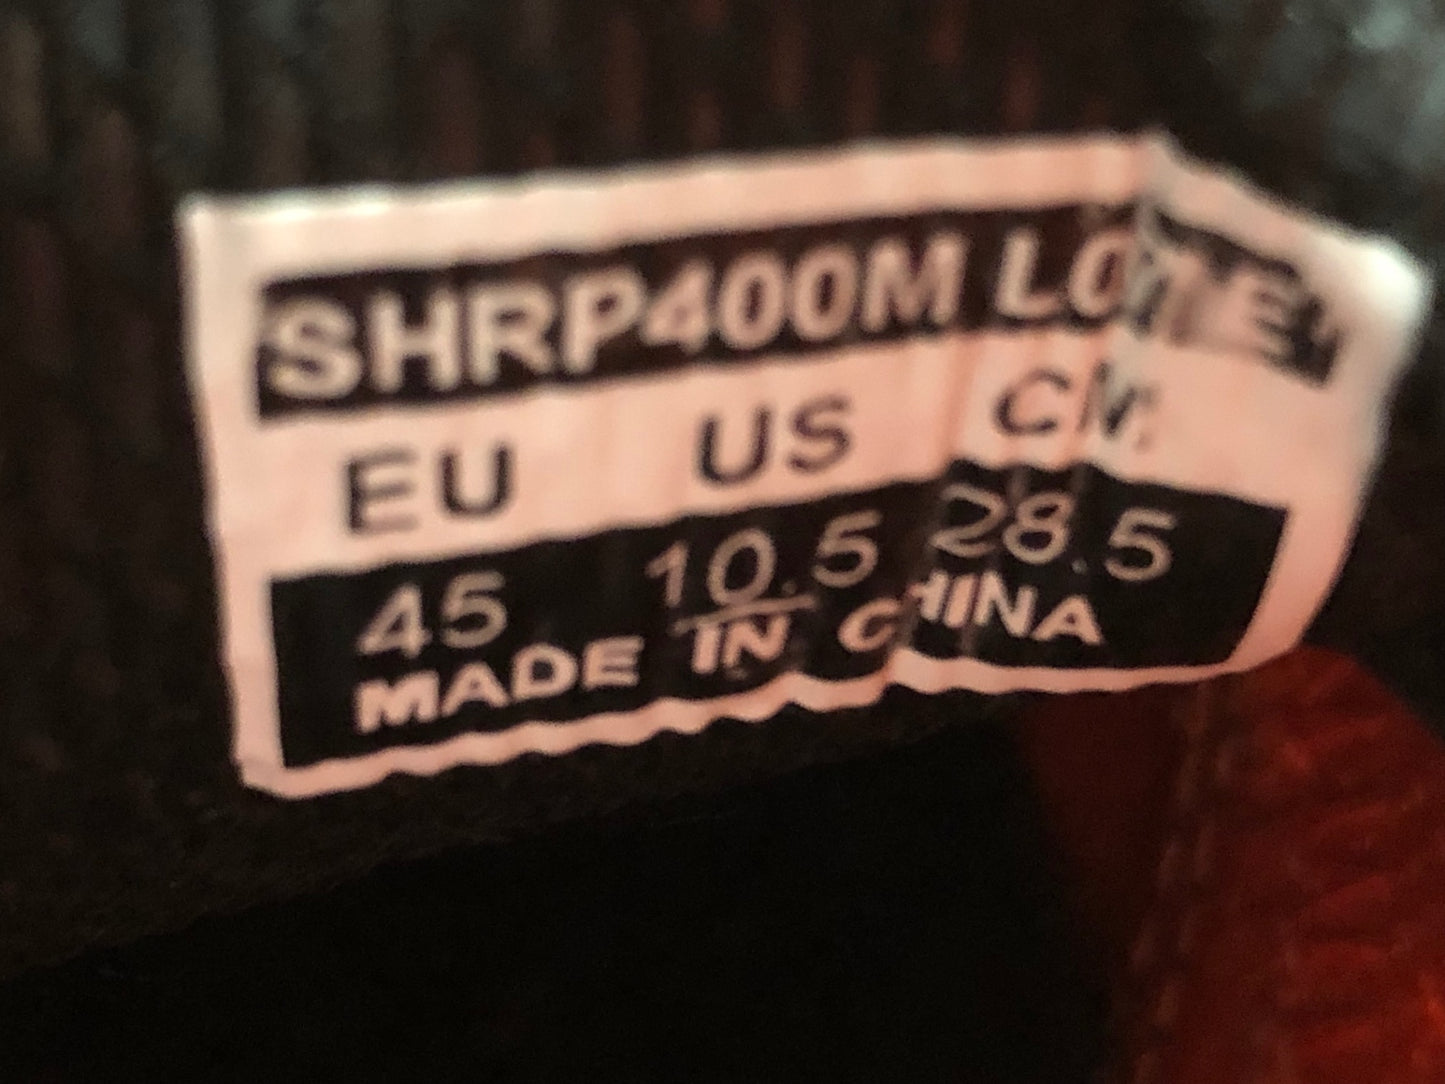 SHRP400M
EU US CM
45 10.5 28.5
MADE IN CHINA